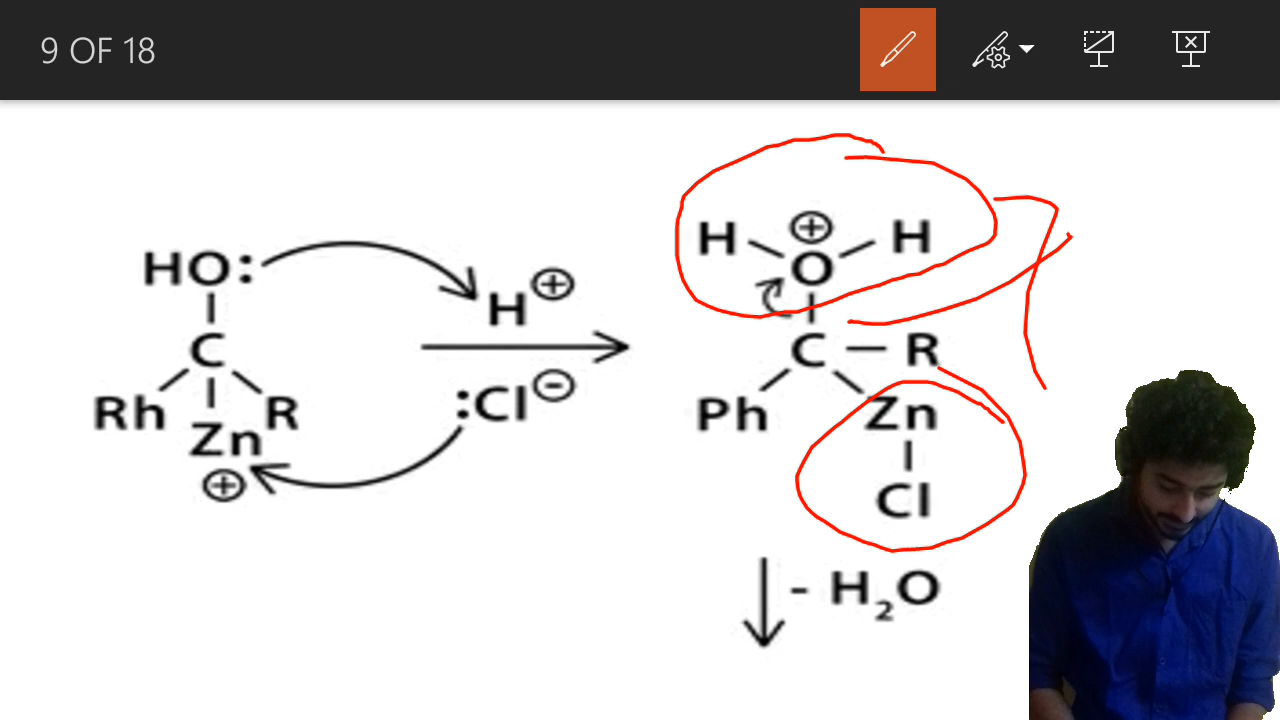 9 OF 18
HO:
H⊕
C
Rh Zn R
⊕
:Cl⊖
⊕
H O H
C — R
Ph Zn
Cl
- H₂O